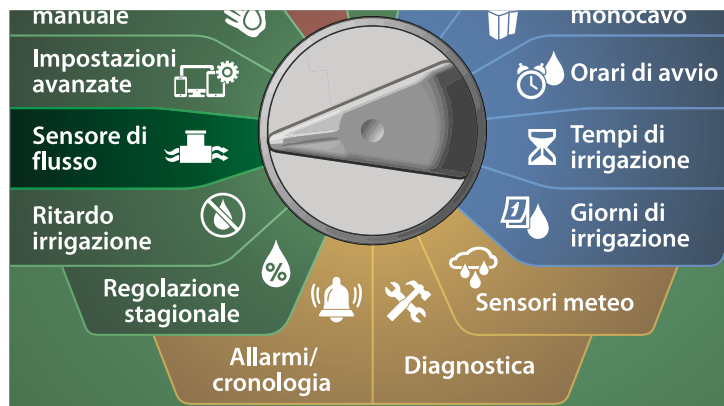 manuale
monocavo
Impostazioni
avanzate
Orari di avvio
Sensore di
flusso
Tempi di
irrigazione
Ritardo
irrigazione
1
Giorni di
irrigazione
Regolazione
stagionale
%
Sensori meteo
Allarmi/
cronologia
Diagnostica